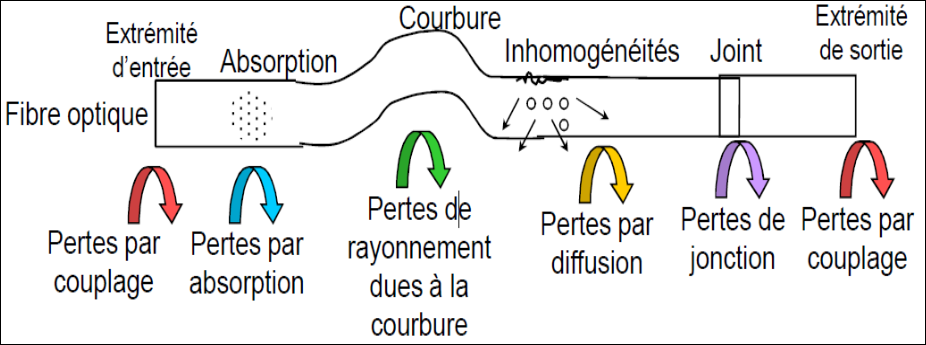 Extrémité
d'entrée
Absorption
Courbure
Inhomogénéités
Joint
Extrémité
de sortie
Fibre optique
Pertes par
couplage
Pertes par
absorption
Pertes de
rayonnement
dues à la
courbure
Pertes par
diffusion
Pertes de
jonction
Pertes par
couplage